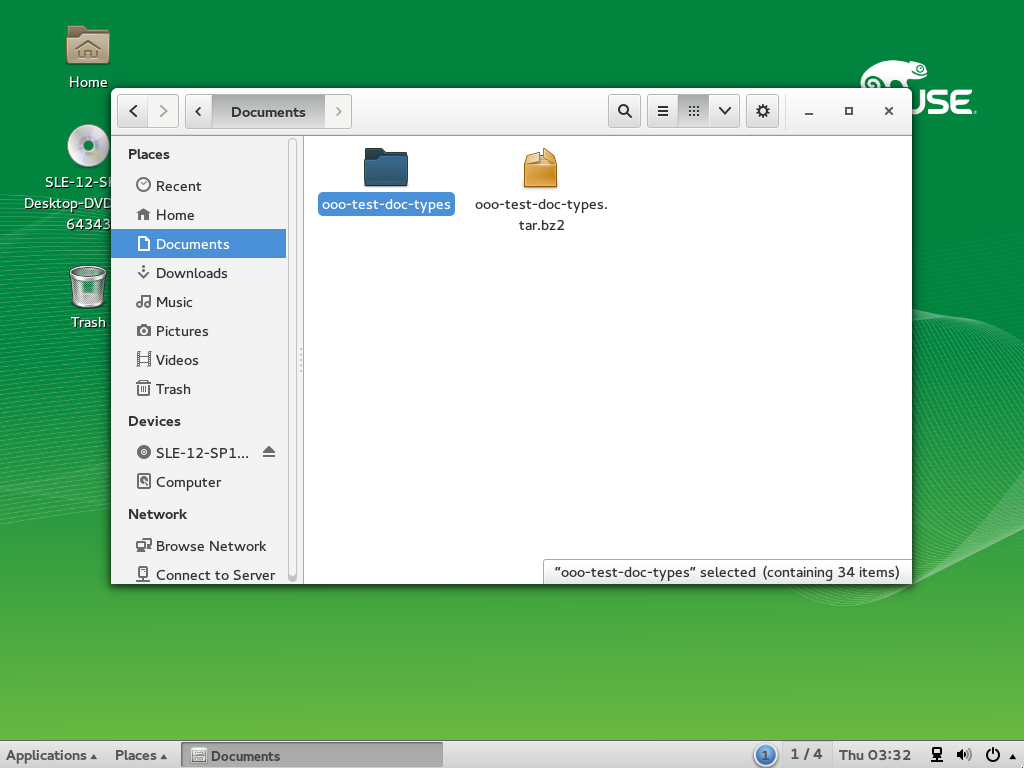 Home
USE
Documents
SLE-12-SP
Desktop-DVD
64343
Trash
Places
Recent
Home
Documents
Downloads
Music
Pictures
Videos
Trash
Devices
SLE-12-SP1...
Computer
Network
Browse Network
Connect to Server
ooo-test-doc-types
ooo-test-doc-types.
tar.bz2
"ooo-test-doc-types" selected (containing 34 items)
Applications
Places
Documents
1
1 / 4
Thu 03:32